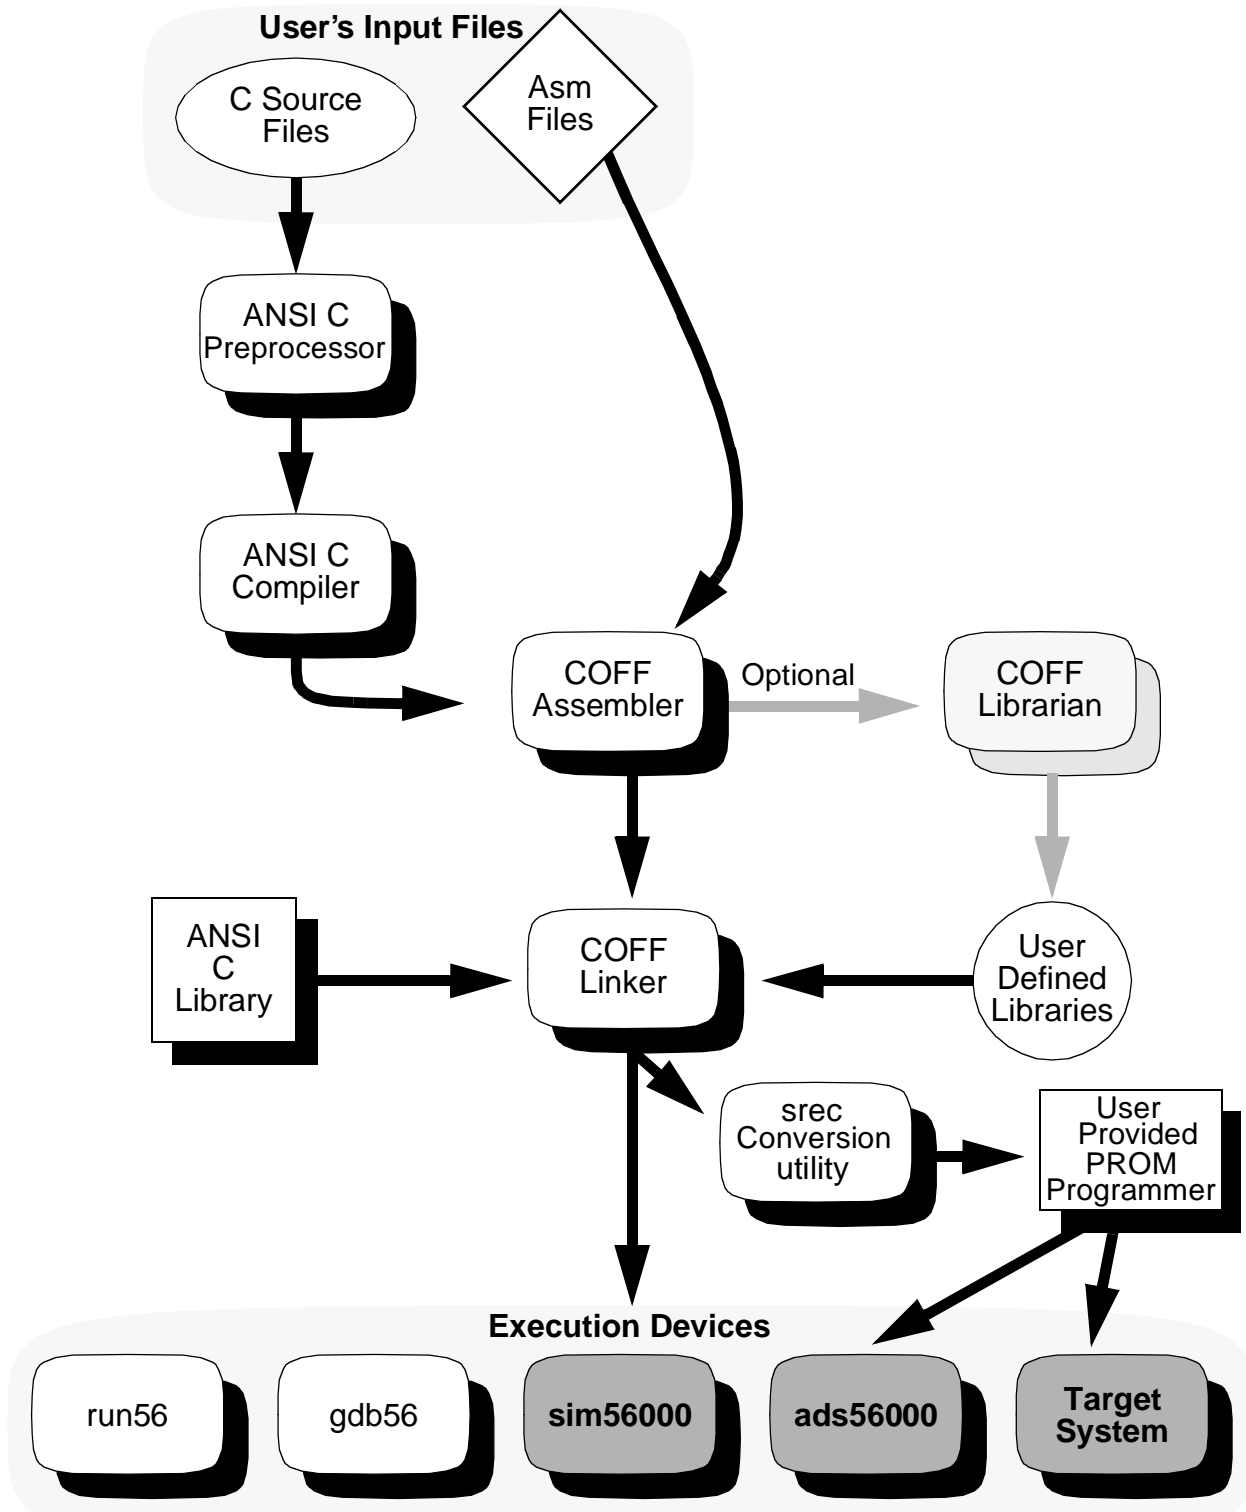 User’s Input Files
C Source
Files
Asm
Files
ANSI C
Preprocessor
ANSI C
Compiler
COFF
Assembler
Optional
COFF
Librarian
ANSI
C
Library
COFF
Linker
User
Defined
Libraries
srec
Conversion
utility
User
Provided
PROM
Programmer
Execution Devices
run56
gdb56
sim56000
ads56000
Target
System